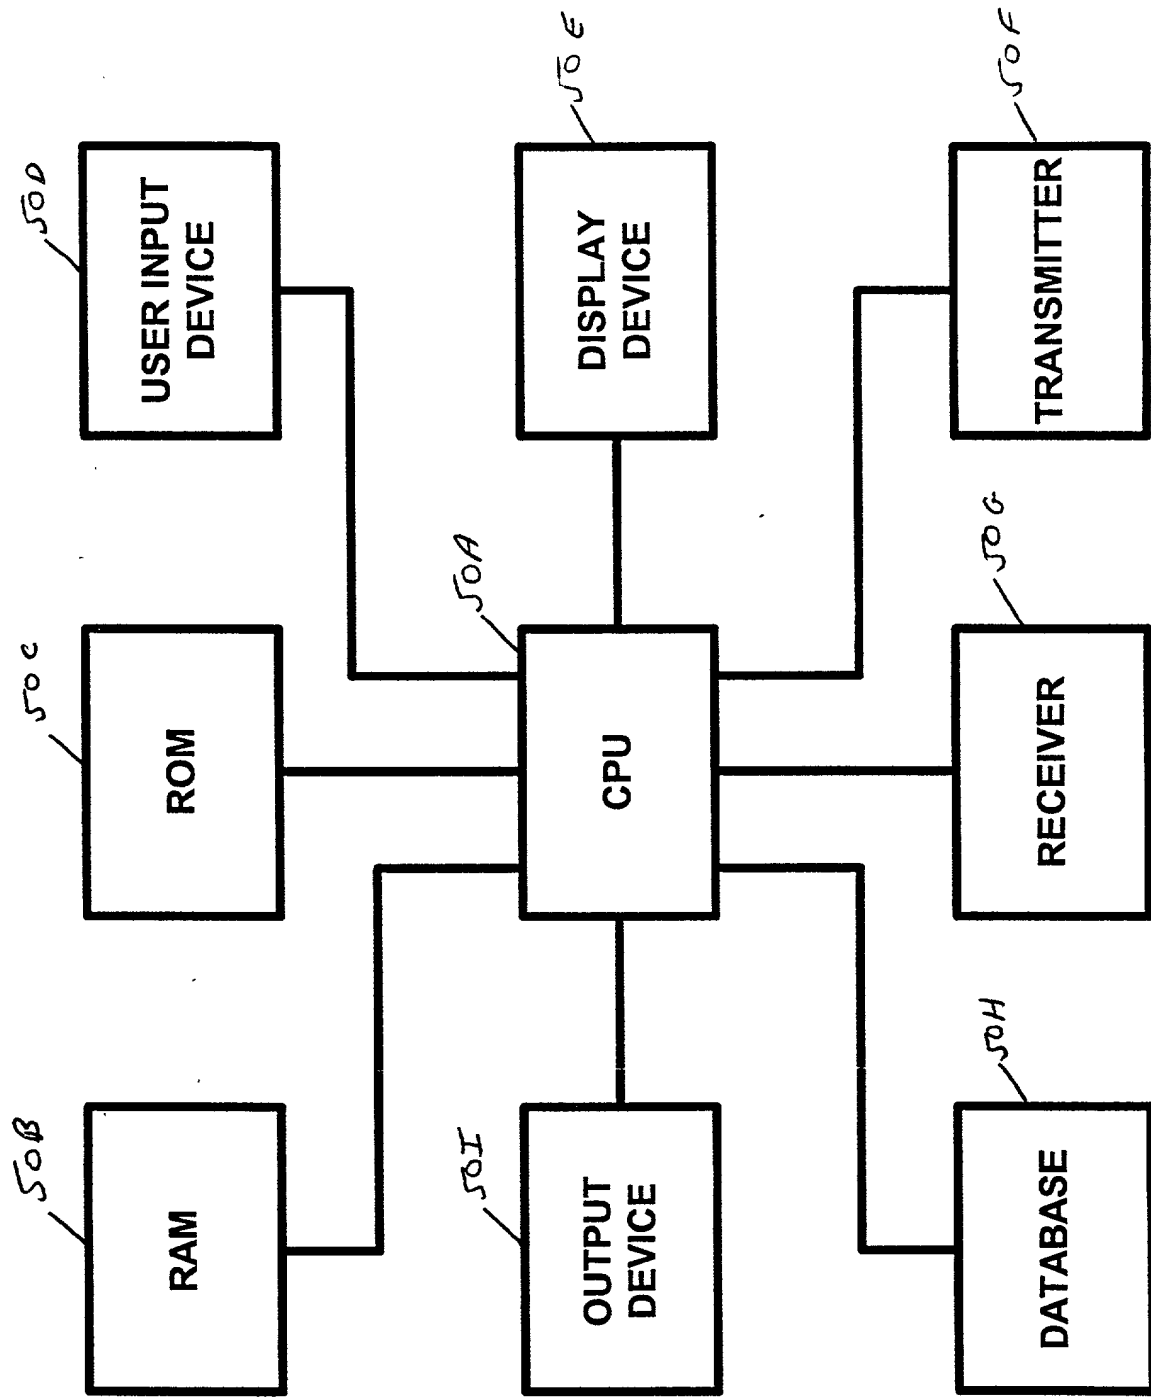 50B
RAM
50C
ROM
50D
USER INPUT
DEVICE
50I
OUTPUT
DEVICE
50A
CPU
50E
DISPLAY
DEVICE
50H
DATABASE
50G
RECEIVER
50F
TRANSMITTER